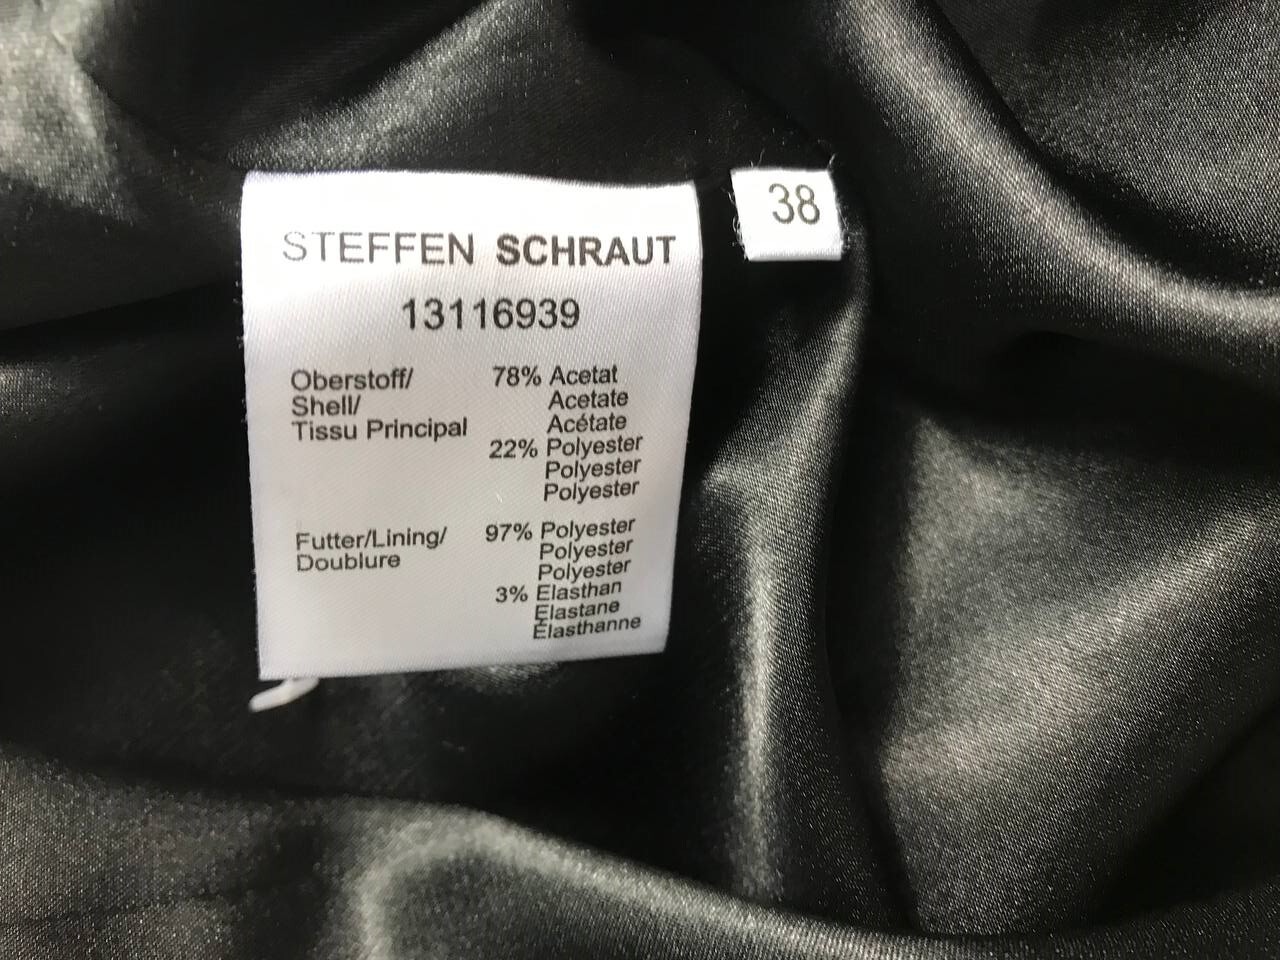 STEFFEN SCHRAUT
38
13116939
Oberstoff/ 78% Acetat
Shell/ Acetate
Tissu Principal Acétate
22% Polyester
Polyester
Polyester
Futter/Lining/ 97% Polyester
Doublure Polyester
Polyester
3% Elasthan
Elastane
Élasthanne